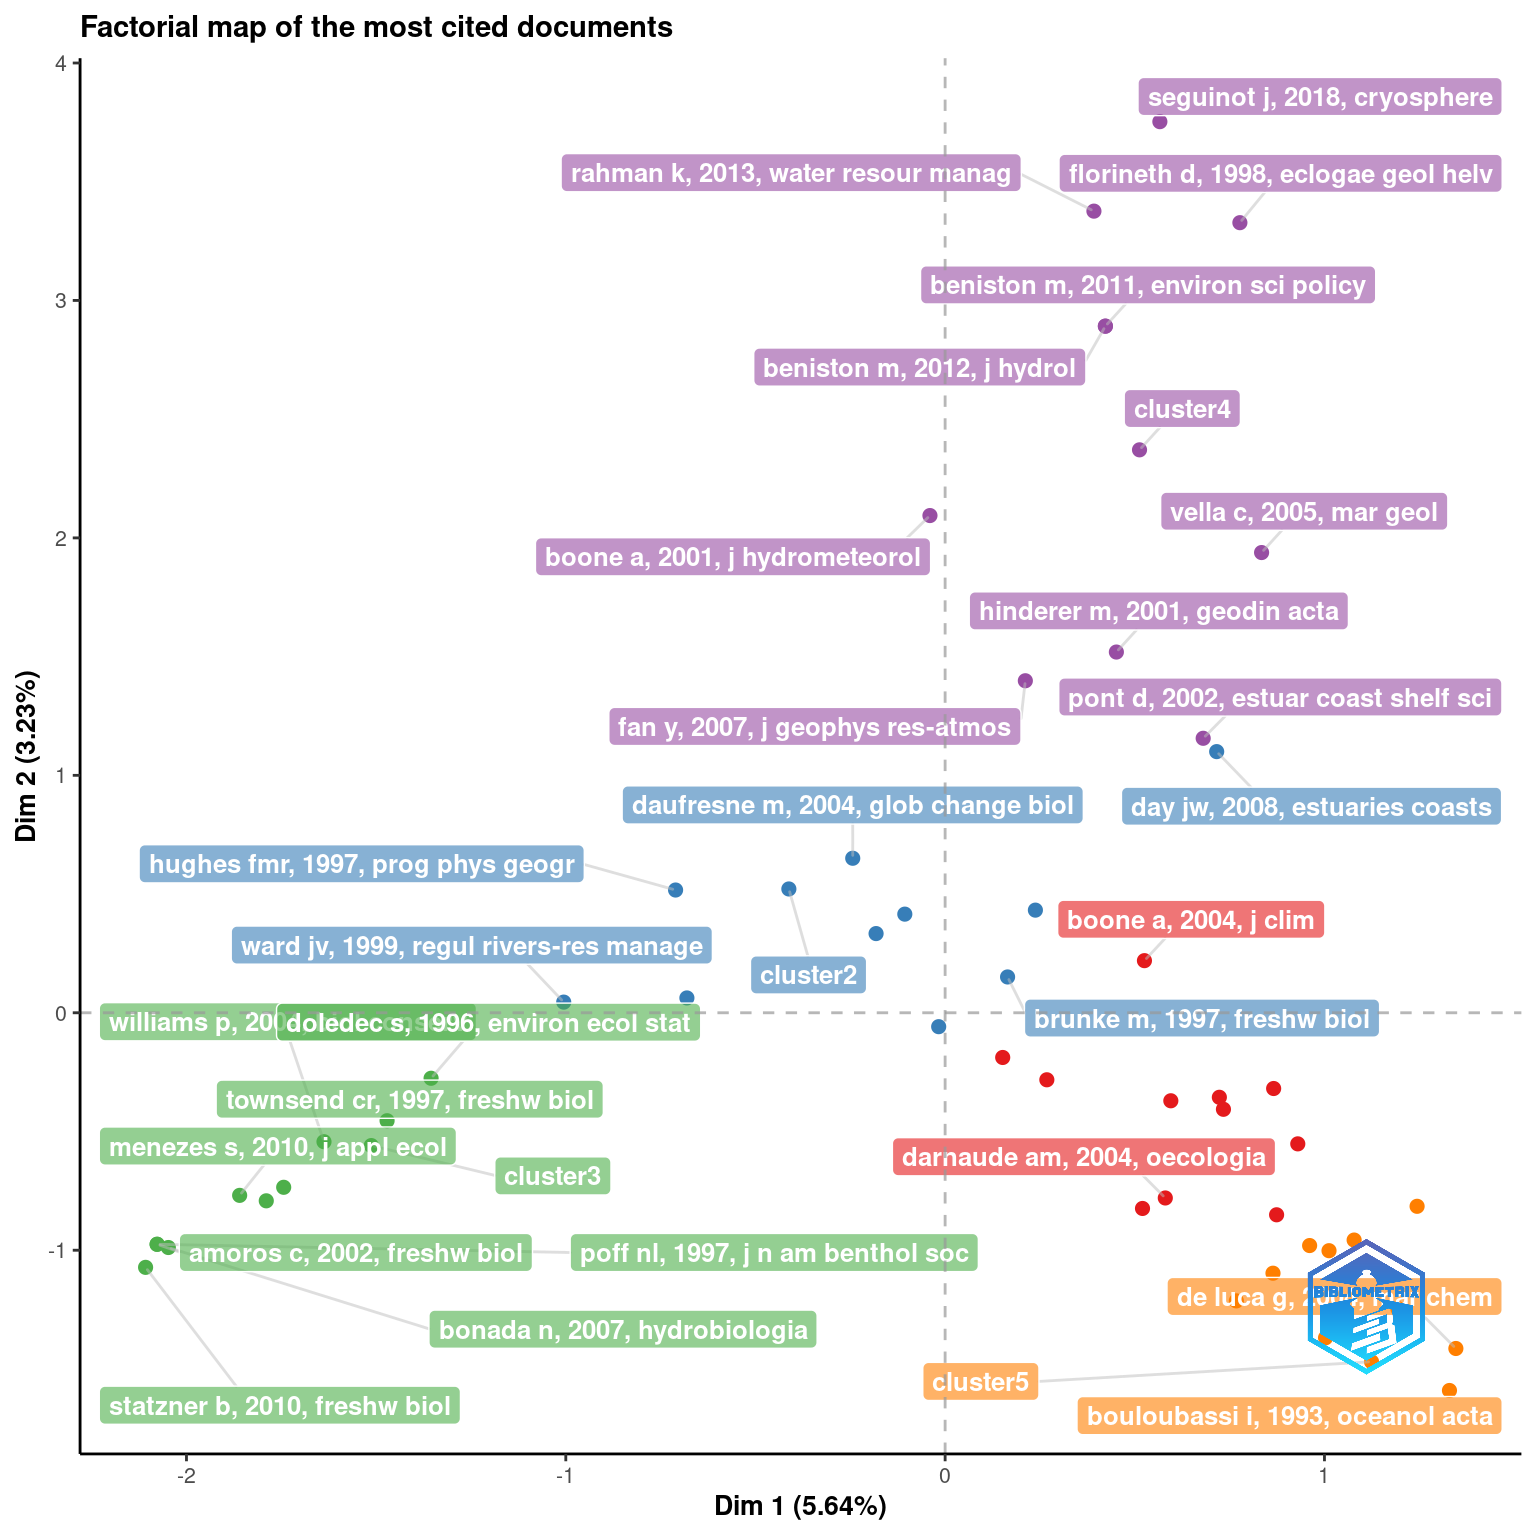 Factorial map of the most cited documents
4
seguinot j, 2018, cryosphere
rahman k, 2013, water resour manag
florineth d, 1998, eclogae geol helv
3
beniston m, 2011, environ sci policy
beniston m, 2012, j hydrol
cluster4
vella c, 2005, mar geol
2
boone a, 2001, j hydrometeorol
hinderer m, 2001, geodin acta
pont d, 2002, estuar coast shelf sci
fan y, 2007, j geophys res-atmos
1
daufresne m, 2004, glob change biol
day jw, 2008, estuaries coasts
hughes fmr, 1997, prog phys geogr
boone a, 2004, j clim
ward jv, 1999, regul rivers-res manage
cluster2
0
williams p,
doledec s, 1996, environ ecol stat
brunke m, 1997, freshw biol
townsend cr, 1997, freshw biol
menezes s, 2010, j appl ecol
darnaude am, 2004, oecologia
cluster3
-1
amoros c, 2002, freshw biol
poff nl, 1997, j n am benthol soc
de luca g, chem
BIBLIOMETRIX
bonada n, 2007, hydrobiologia
cluster5
statzner b, 2010, freshw biol
bouloubassi i, 1993, oceanol acta
-2
-1
0
1
Dim 1 (5.64%)
Dim 2 (3.23%)